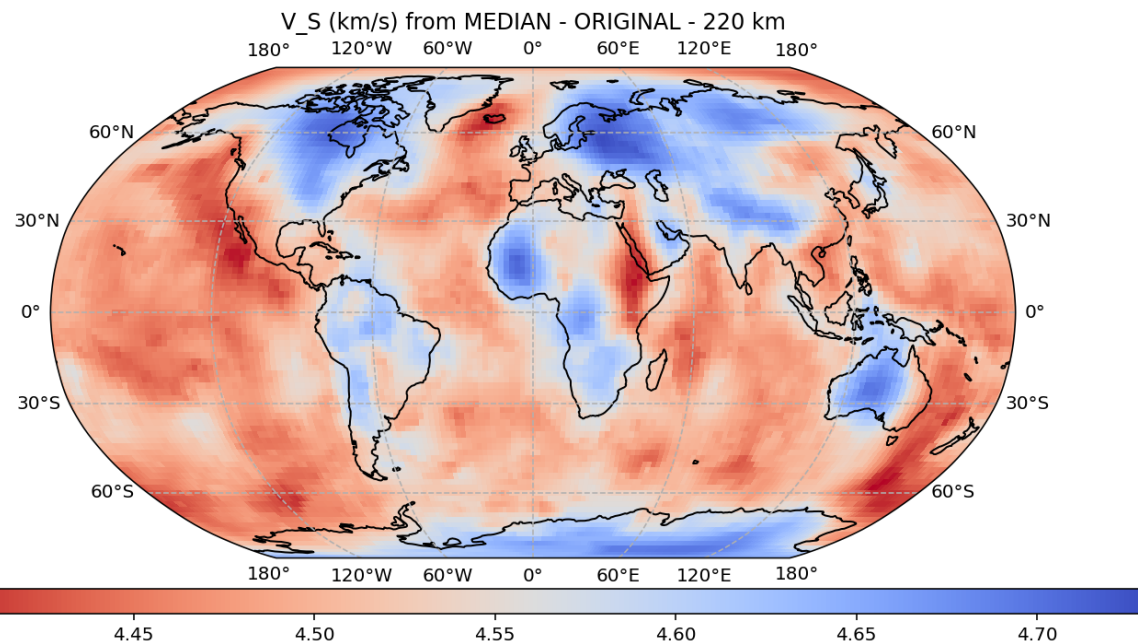 V_S (km/s) from MEDIAN - ORIGINAL - 220 km
180° 120°W 60°W 0° 60°E 120°E 180°
60°N 60°N
30°N 30°N
0° 0°
30°S 30°S
60°S 60°S
180° 120°W 60°W 0° 60°E 120°E 180°
4.45 4.50 4.55 4.60 4.65 4.70